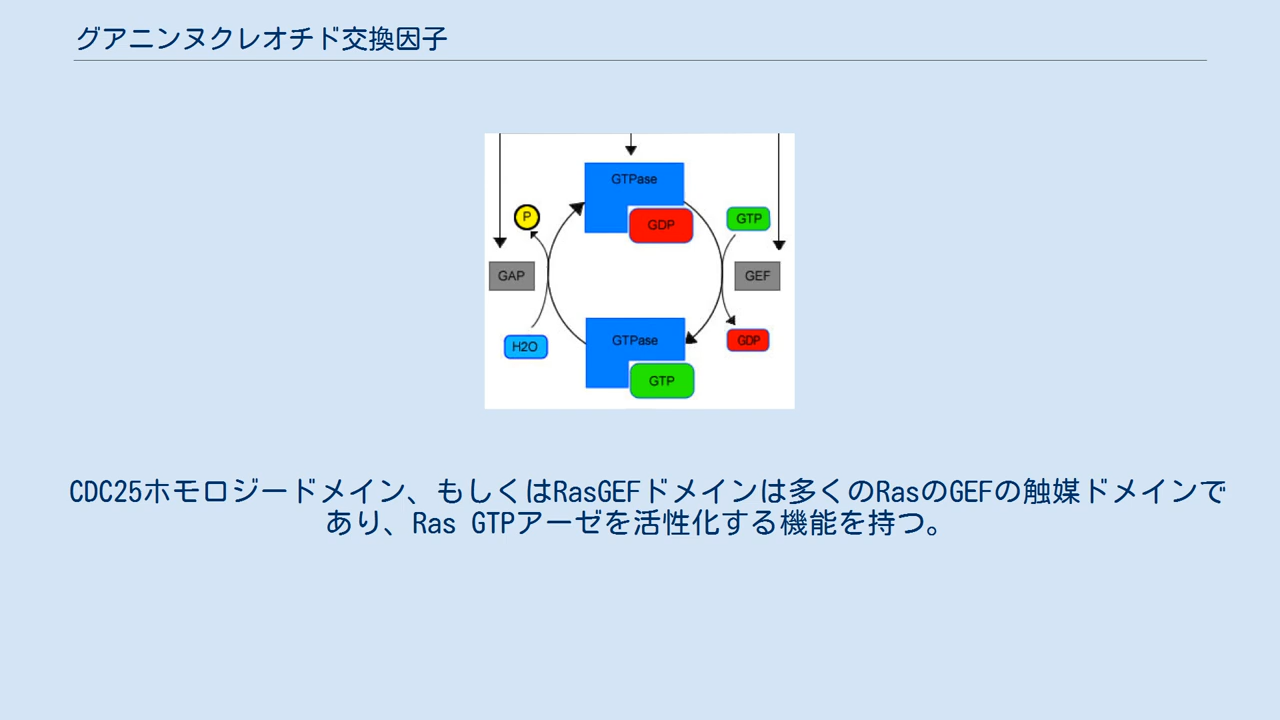 グアニンヌクレオチド交換因子
GTPase
P
GDP
GTP
GAP
GEF
H2O
GTPase
GDP
GTP
CDC25ホモロジードメイン、もしくはRasGEFドメインは多くのRasのGEFの触媒ドメインで
あり、Ras GTPアーゼを活性化する機能を持つ。